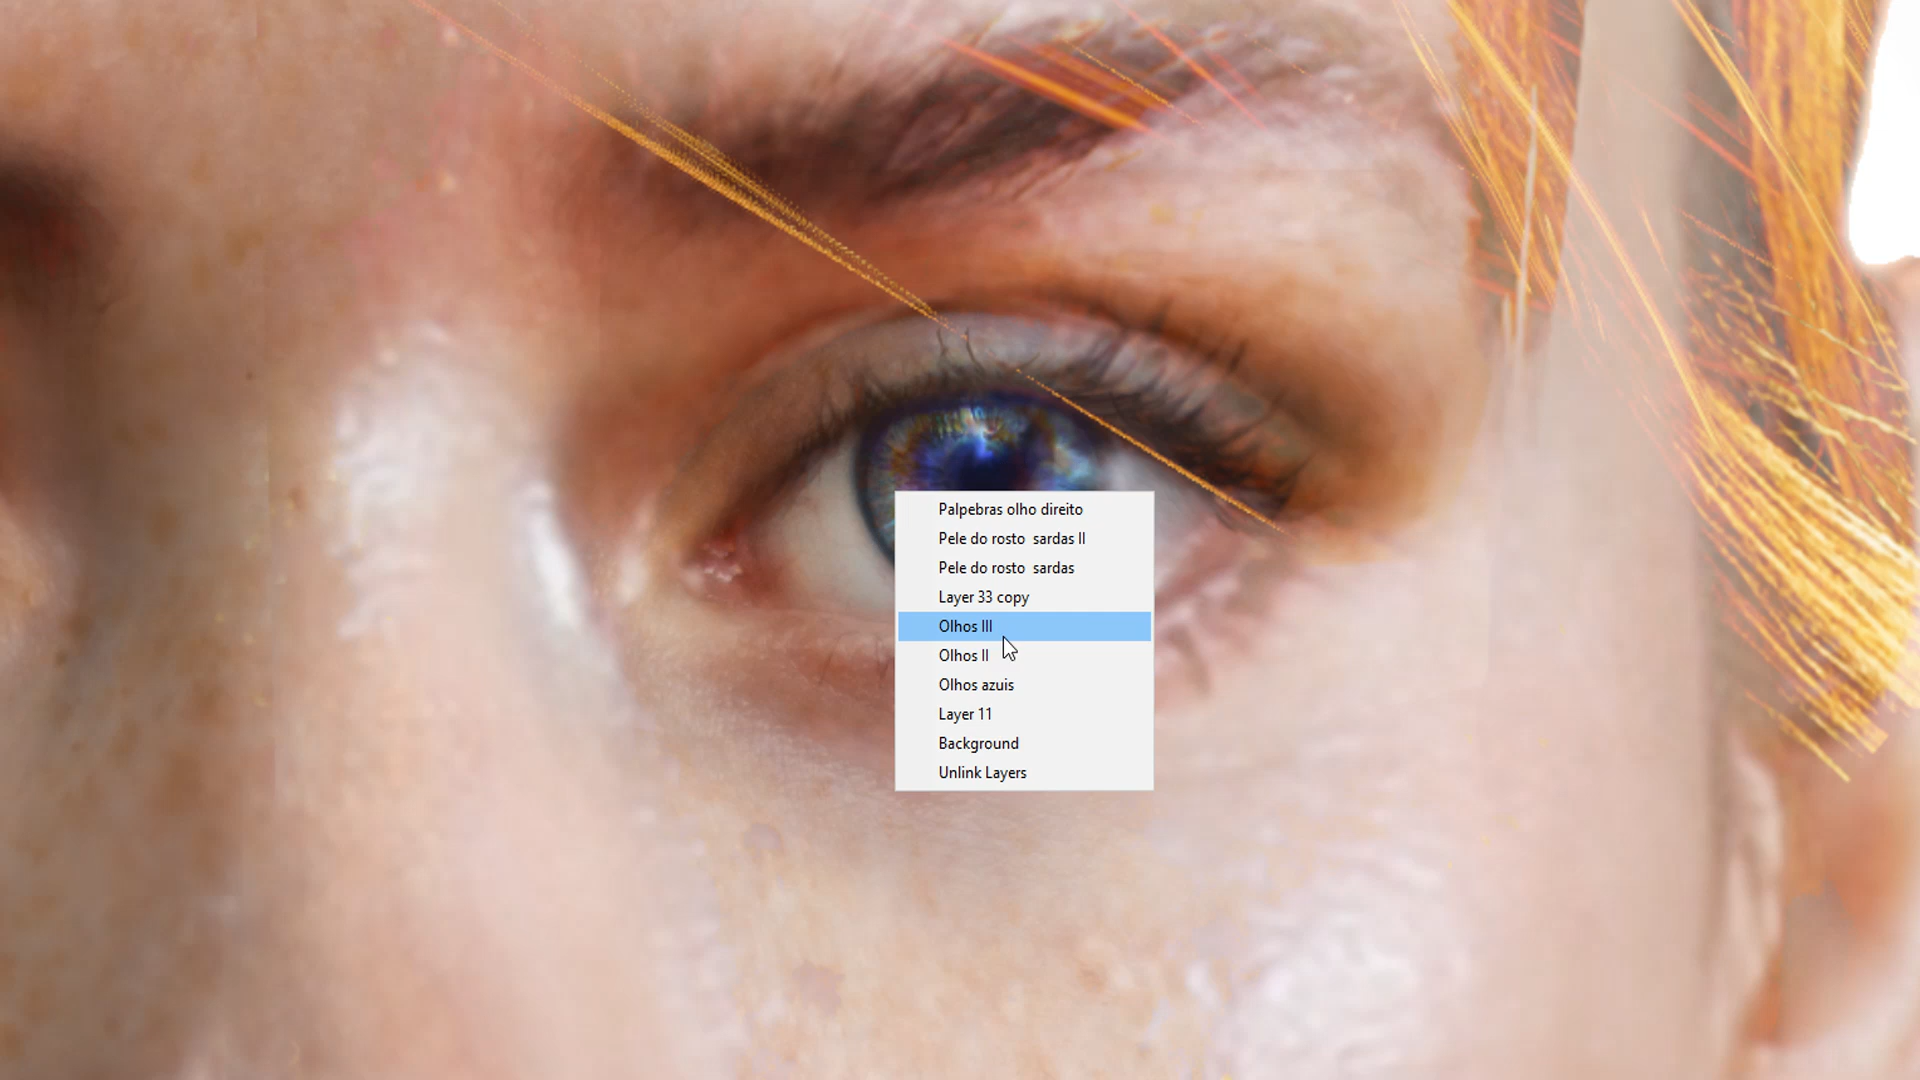 Palpebras olho direito
Pele do rosto  sardas II
Pele do rosto  sardas
Layer 33 copy
Olhos III
Olhos II
Olhos azuis
Layer 11
Background
Unlink Layers